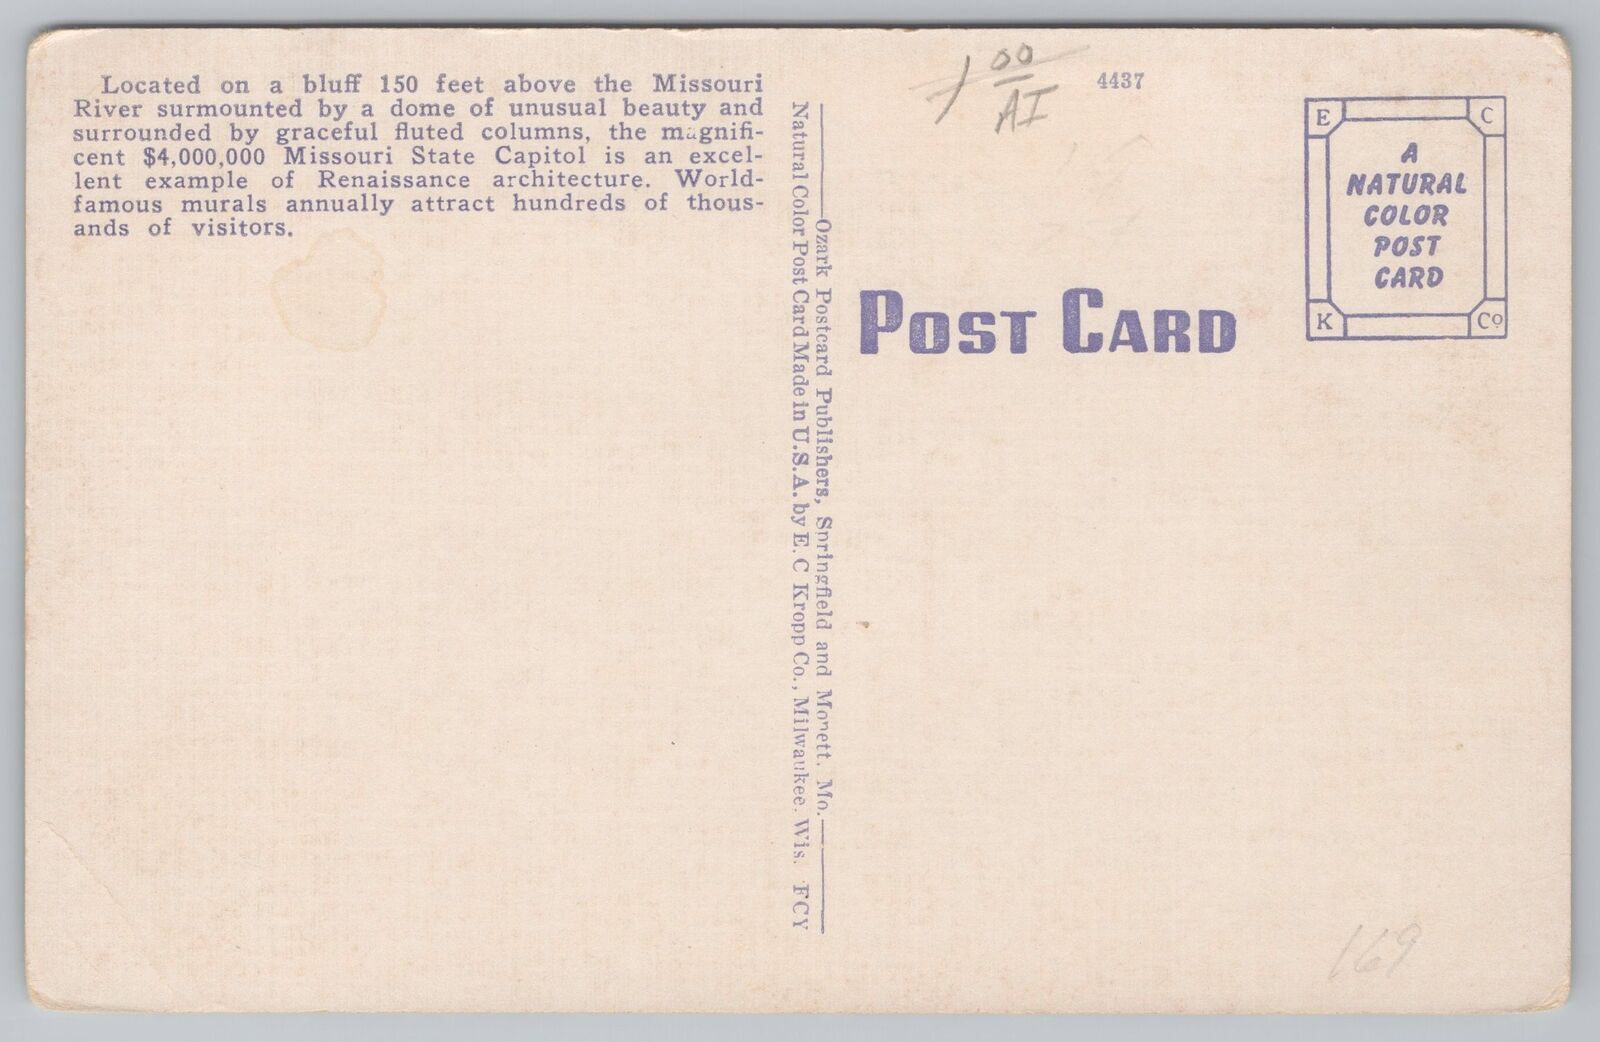 Located on a bluff 150 feet above the Missouri
River surmounted by a dome of unusual beauty and
surrounded by graceful fluted columns, the magnifi-
cent $4,000,000 Missouri State Capitol is an excel-
lent example of Renaissance architecture. World-
famous murals annually attract hundreds of thous-
ands of visitors.
Ozark Postcard Publishers, Springfield and Monett. Mo.
Natural Color Post Card Made in U.S.A. by E. C Kropp Co., Milwaukee. Wis. FCY
1 00
AI
4437
E C
A
NATURAL
COLOR
POST
CARD
K Co
POST CARD
169